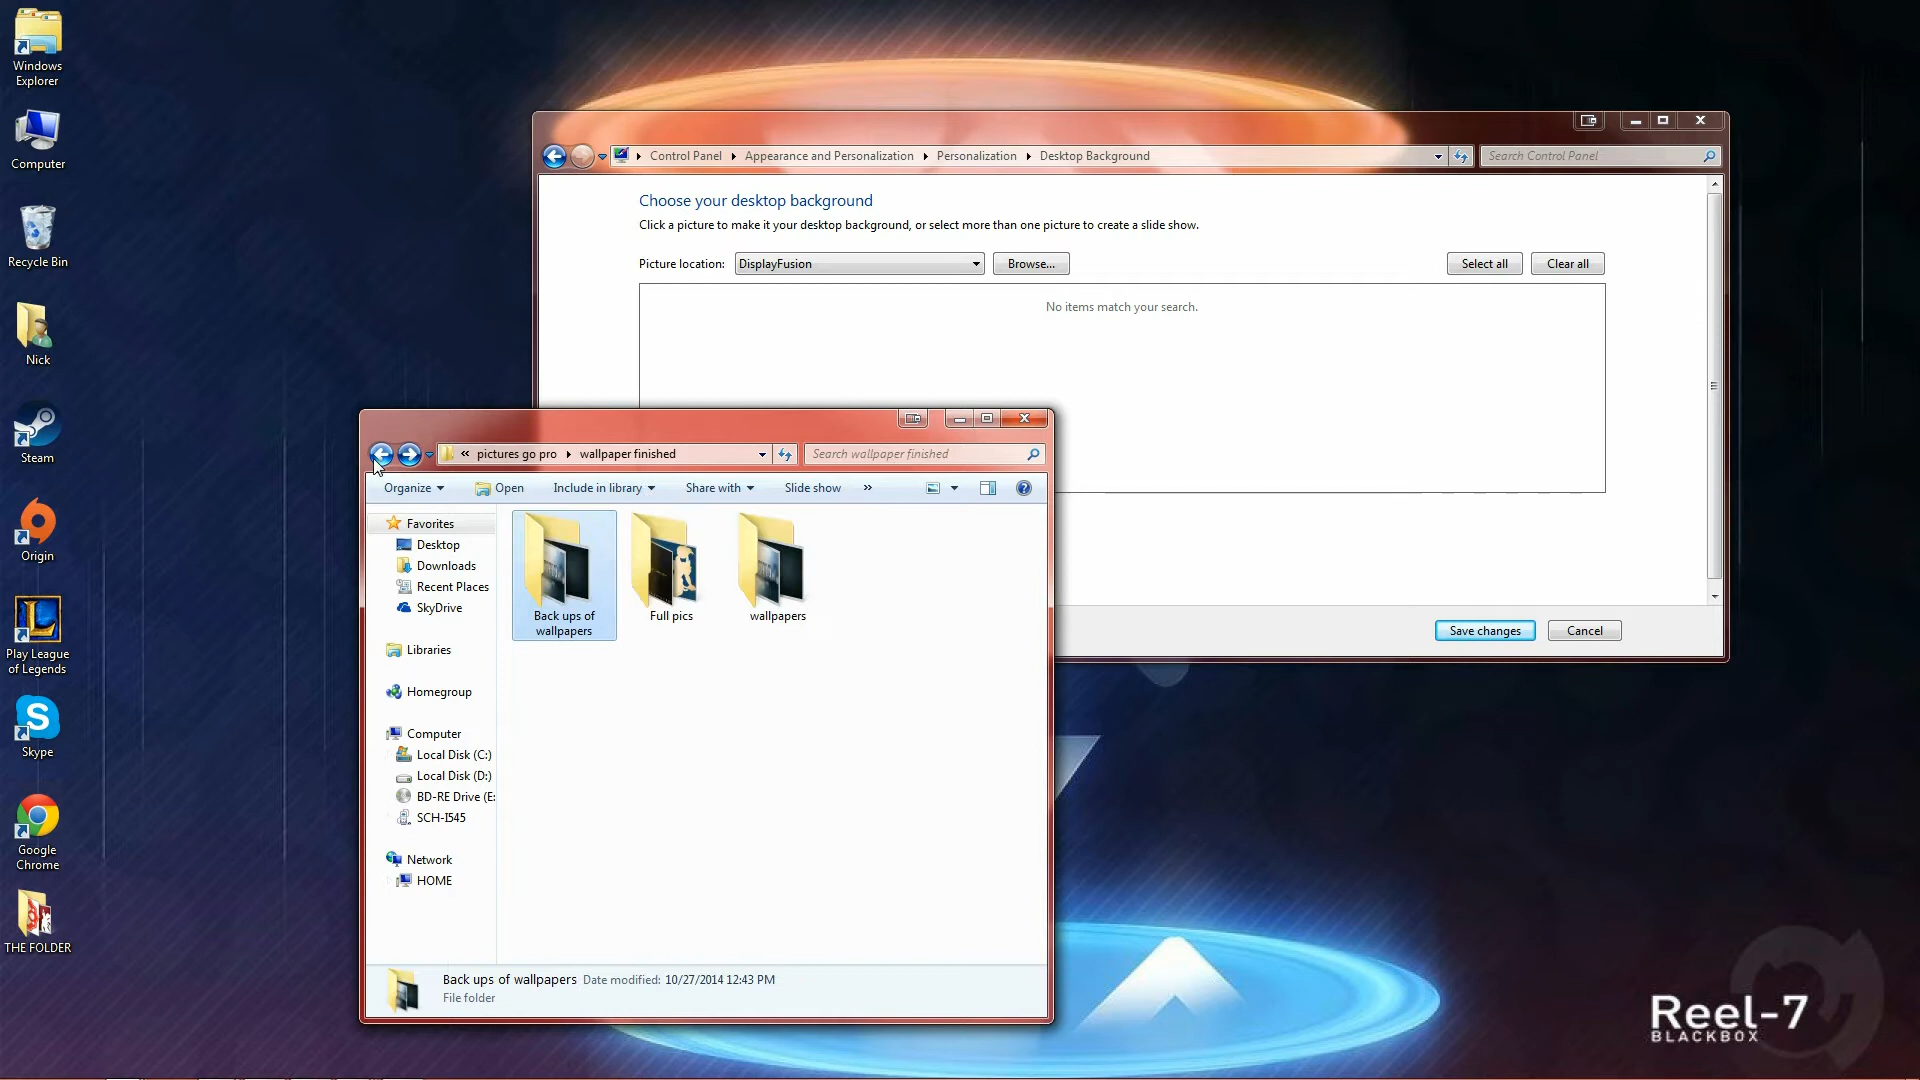 Windows
Explorer
Computer
Recycle Bin
Nick
Steam
Origin
Play League
of Legends
Skype
Google
Chrome
THE FOLDER
Control Panel Appearance and Personalization Personalization Desktop Background
Search Control Panel
Choose your desktop background
Click a picture to make it your desktop background, or select more than one picture to create a slide show.
Picture location: DisplayFusion Browse... Select all Clear all
No items match your search.
Save changes Cancel
« pictures go pro wallpaper finished
Search wallpaper finished
Organize Open Include in library Share with Slide show »
Favorites
Desktop
Downloads
Recent Places
SkyDrive
Libraries
Homegroup
Computer
Local Disk (C:)
Local Disk (D:)
BD-RE Drive (E:
SCH-I545
Network
HOME
Back ups of
wallpapers
Full pics
wallpapers
Back ups of wallpapers Date modified: 10/27/2014 12:43 PM
File folder
Reel-7
BLACKBOX